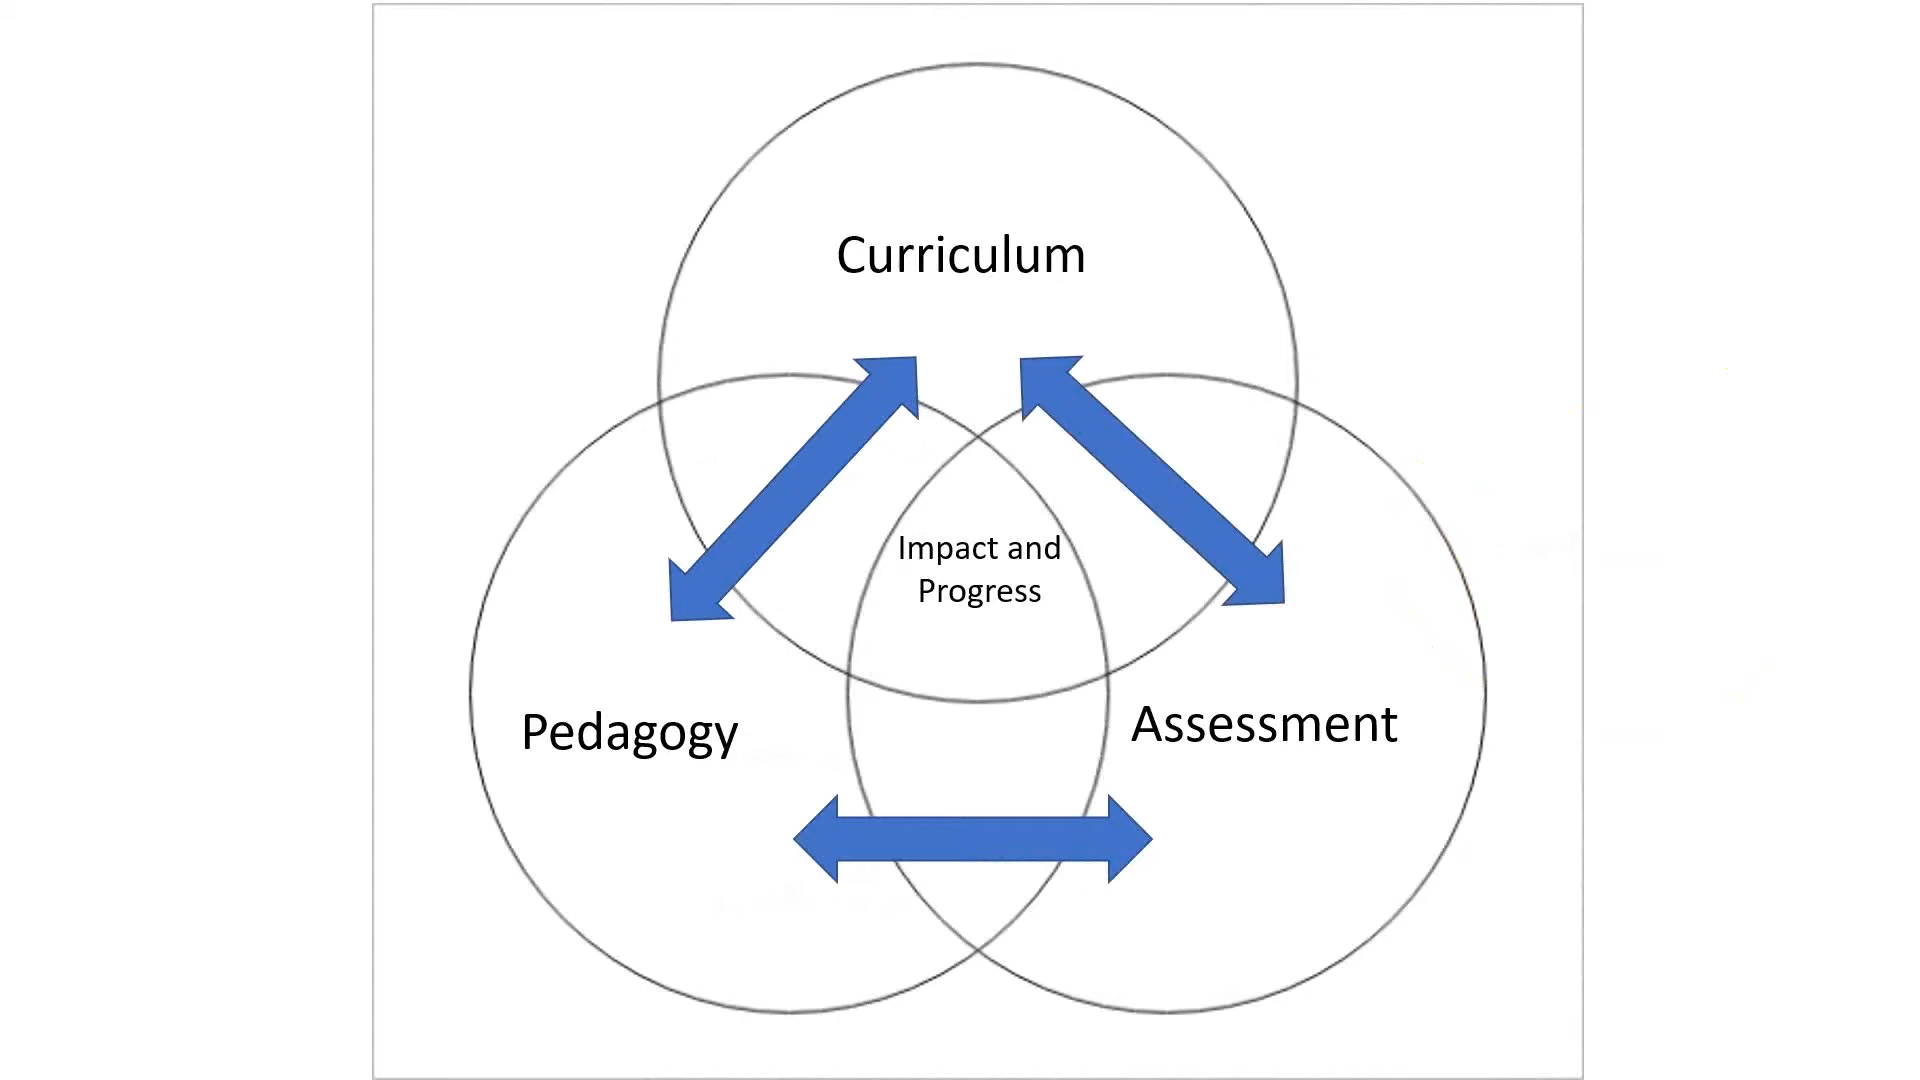 Curriculum
Impact and
Progress
Pedagogy
Assessment